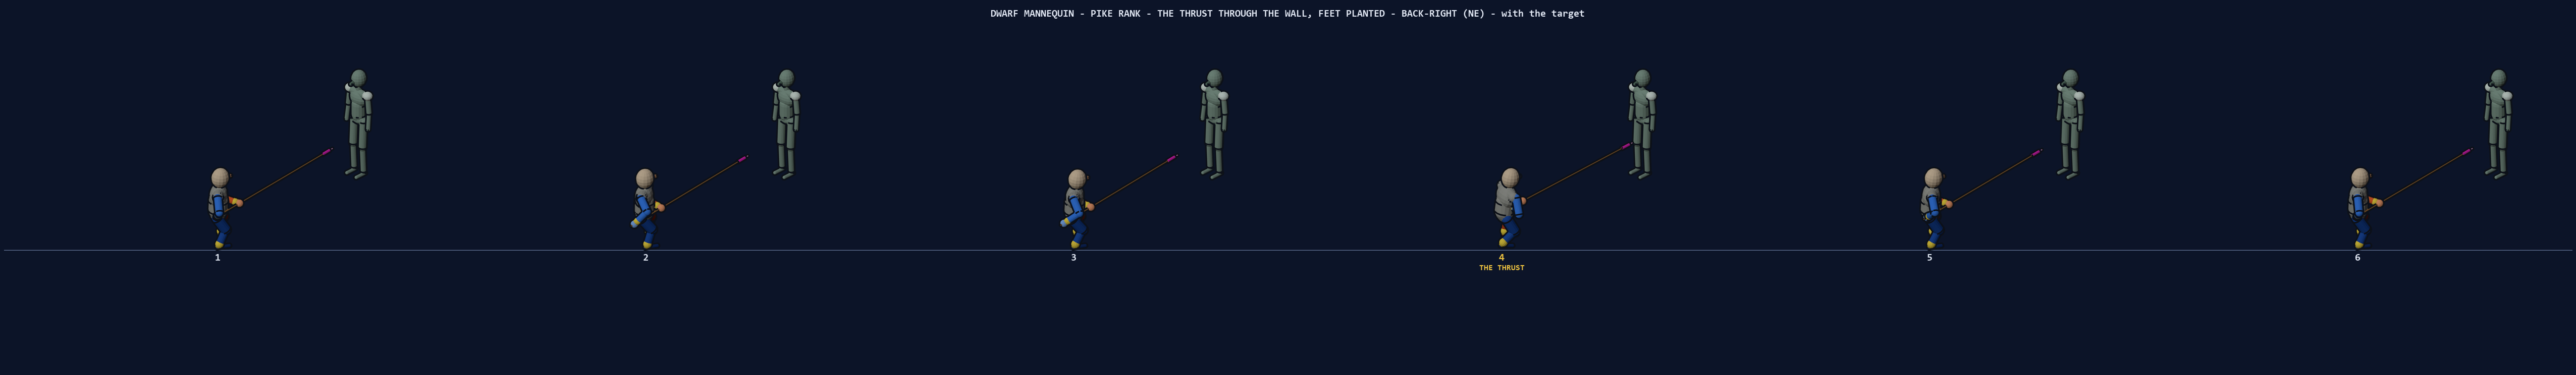 DWARF MANNEQUIN - PIKE RANK - THE THRUST THROUGH THE WALL, FEET PLANTED - BACK-RIGHT (NE) - with the target
1 2 3 4 5 6
THE THRUST